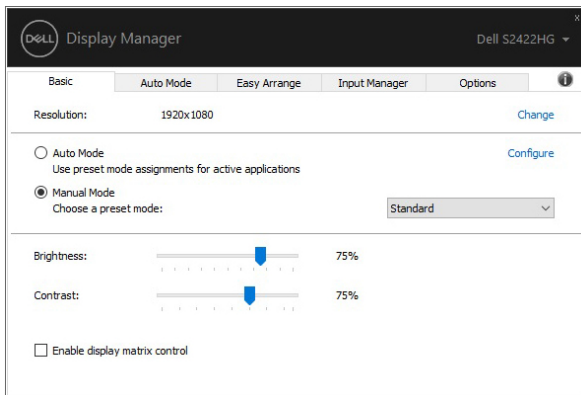 DELL Display Manager
Dell S2422HG
x
Basic Auto Mode Easy Arrange Input Manager Options i
Resolution: 1920x1080 Change
Auto Mode Configure
Use preset mode assignments for active applications
Manual Mode
Choose a preset mode: Standard
Brightness: 75%
Contrast: 75%
Enable display matrix control